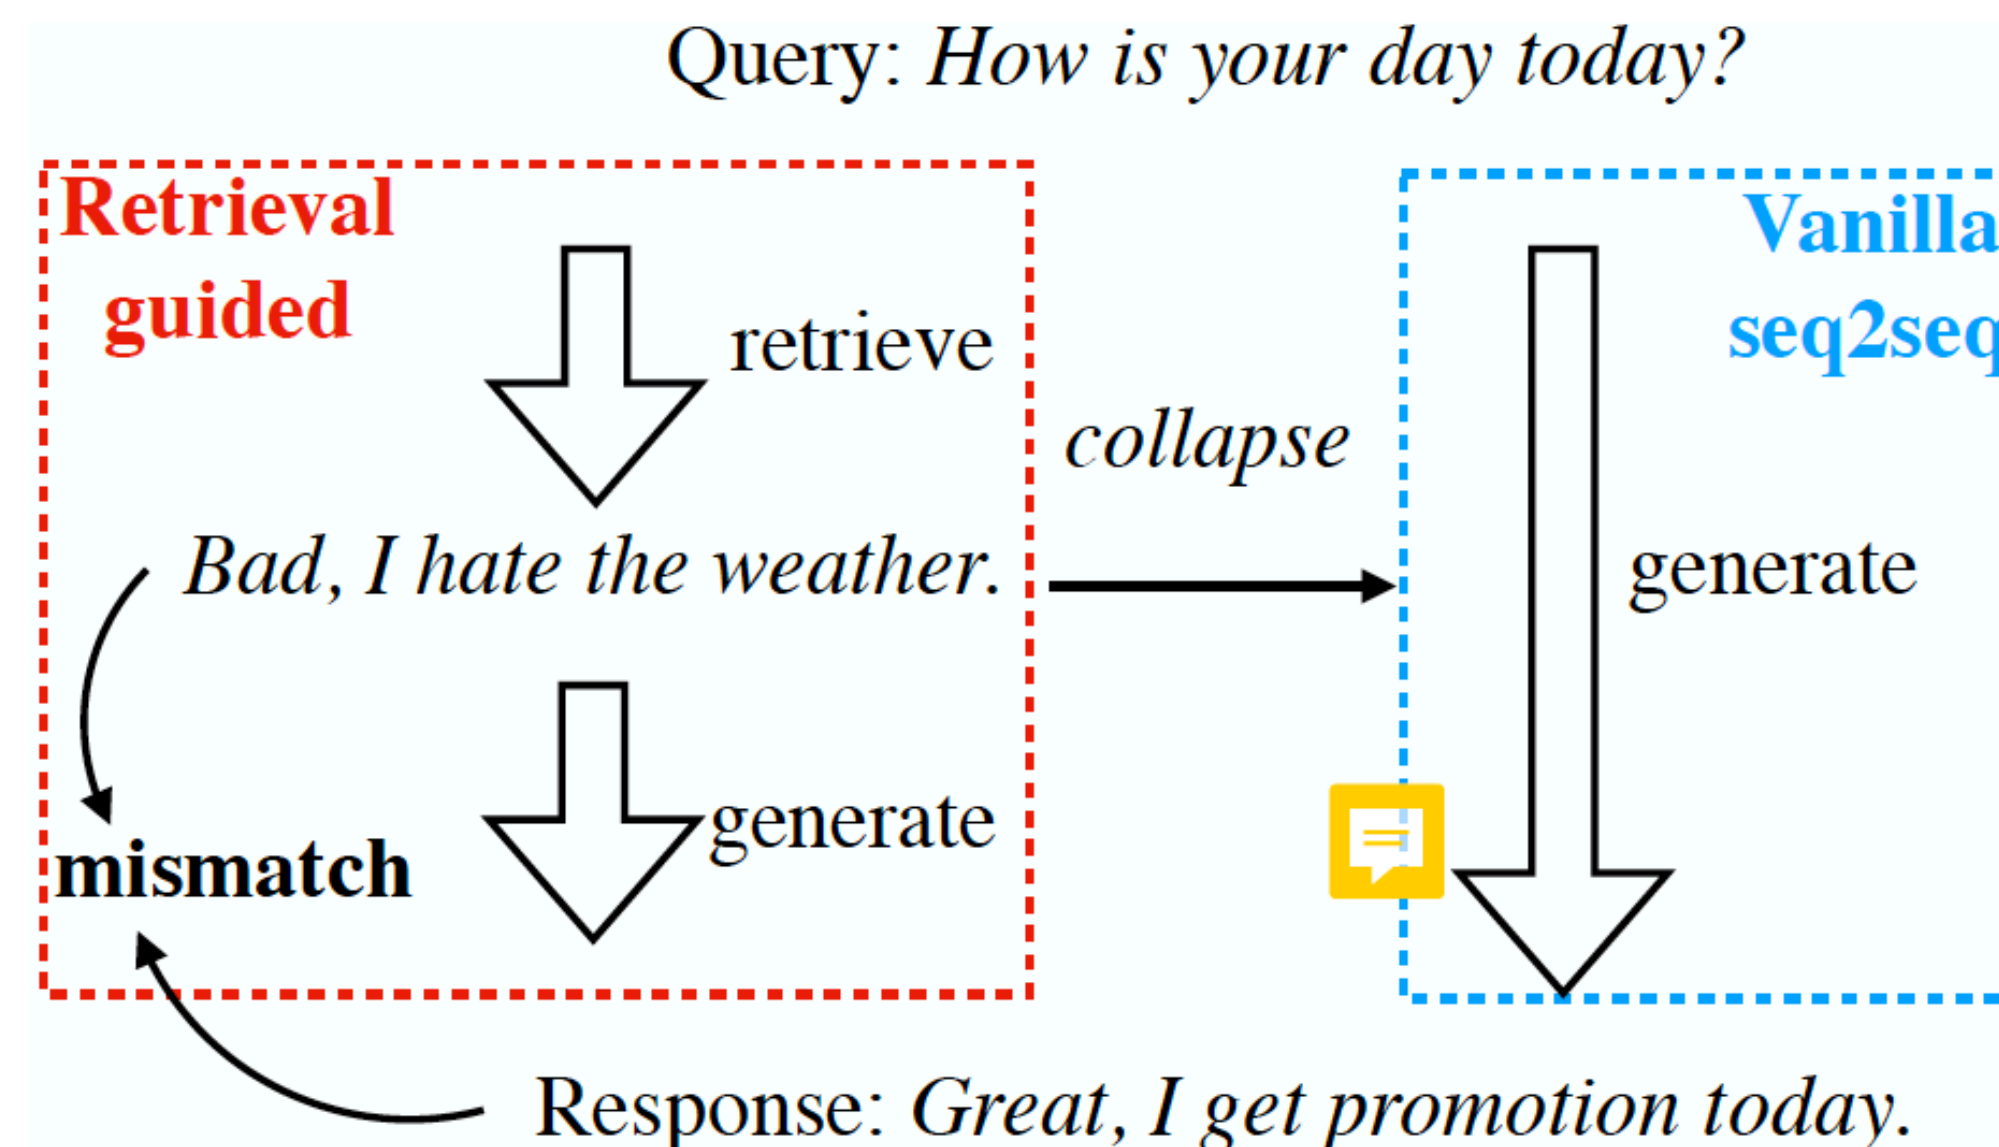 Query: How is your day today?
Retrieval
guided
retrieve
Bad, I hate the weather.
generate
mismatch
collapse
Vanilla
seq2seq
generate
Response: Great, I get promotion today.